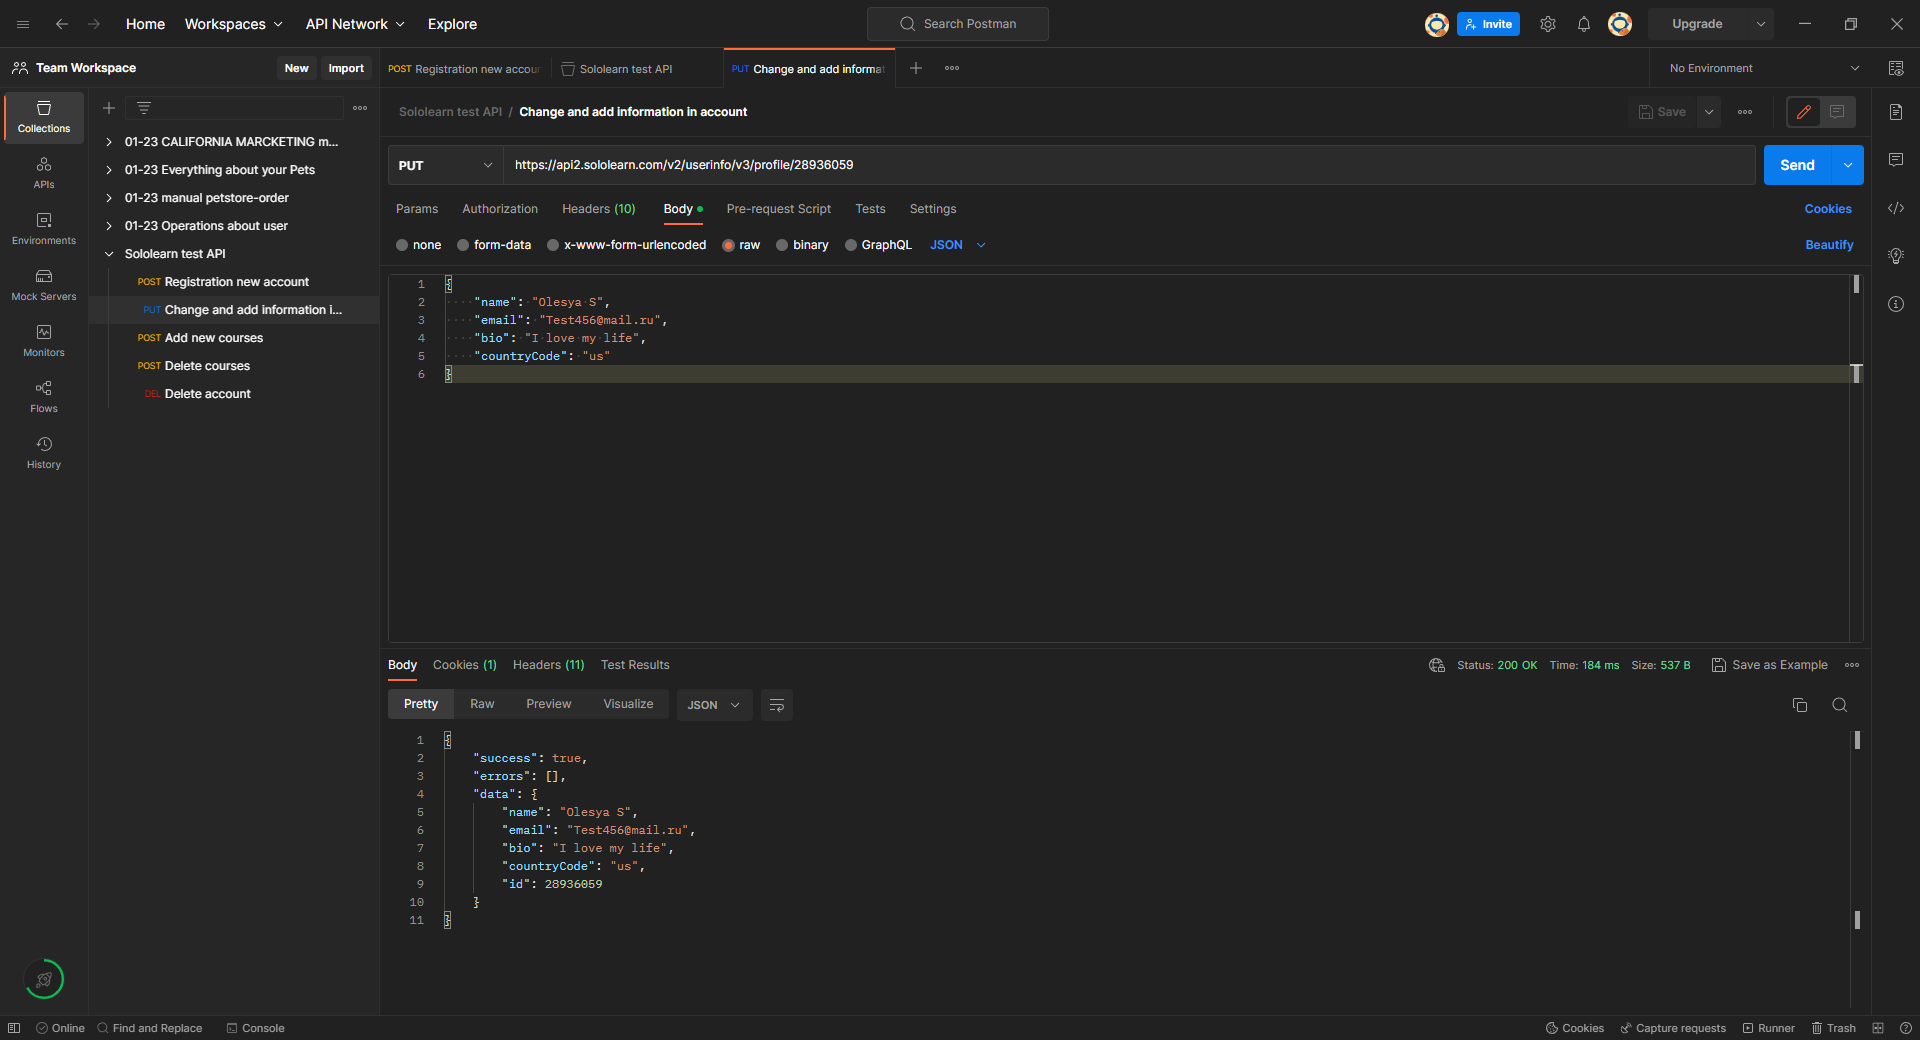 Home Workspaces API Network Explore Search Postman Invite Upgrade
Team Workspace New Import POST Registration new accour Sololearn test API PUT Change and add informat No Environment
Sololearn test API / Change and add information in account Save
Collections
APIs
Environments
Mock Servers
Monitors
Flows
History
01-23 CALIFORNIA MARCKETING m...
01-23 Everything about your Pets
01-23 manual petstore-order
01-23 Operations about user
Sololearn test API
POST Registration new account
PUT Change and add information i...
POST Add new courses
POST Delete courses
DEL Delete account
PUT https://api2.sololearn.com/v2/userinfo/v3/profile/28936059 Send
Params Authorization Headers (10) Body Pre-request Script Tests Settings Cookies
none form-data x-www-form-urlencoded raw binary GraphQL JSON Beautify
1 {
2 "name": "Olesya S",
3 "email": "Test456@mail.ru",
4 "bio": "I love my life",
5 "countryCode": "us"
6 }
Body Cookies (1) Headers (11) Test Results Status: 200 OK Time: 184 ms Size: 537 B Save as Example
Pretty Raw Preview Visualize JSON
1 {
2 "success": true,
3 "errors": [],
4 "data": {
5 "name": "Olesya S",
6 "email": "Test456@mail.ru",
7 "bio": "I love my life",
8 "countryCode": "us",
9 "id": 28936059
10 }
11 }
Online Find and Replace Console Cookies Capture requests Runner Trash